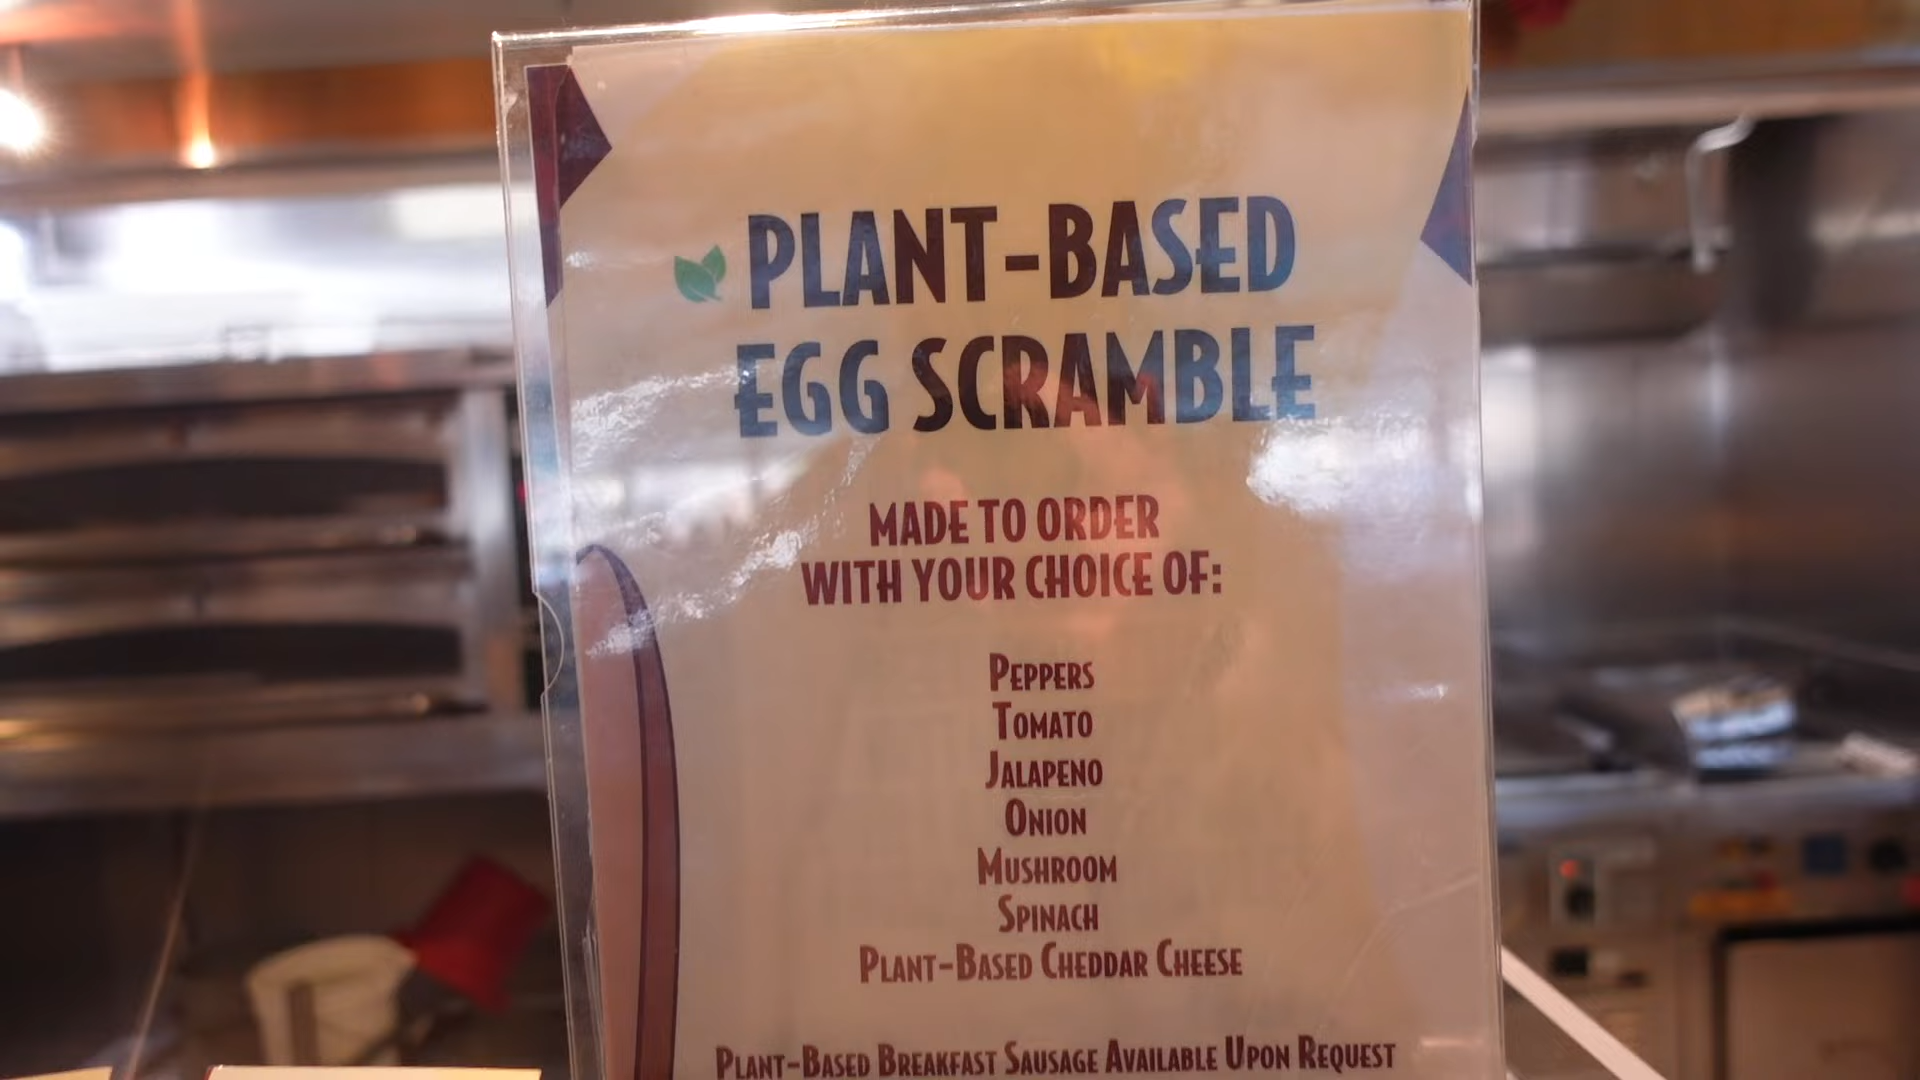 PLANT-BASED
EGG SCRAMBLE
MADE TO ORDER
WITH YOUR CHOICE OF:
PEPPERS
TOMATO
JALAPENO
ONION
MUSHROOM
SPINACH
PLANT-BASED CHEDDAR CHEESE
PLANT-BASED BREAKFAST SAUSAGE AVAILABLE UPON REQUEST